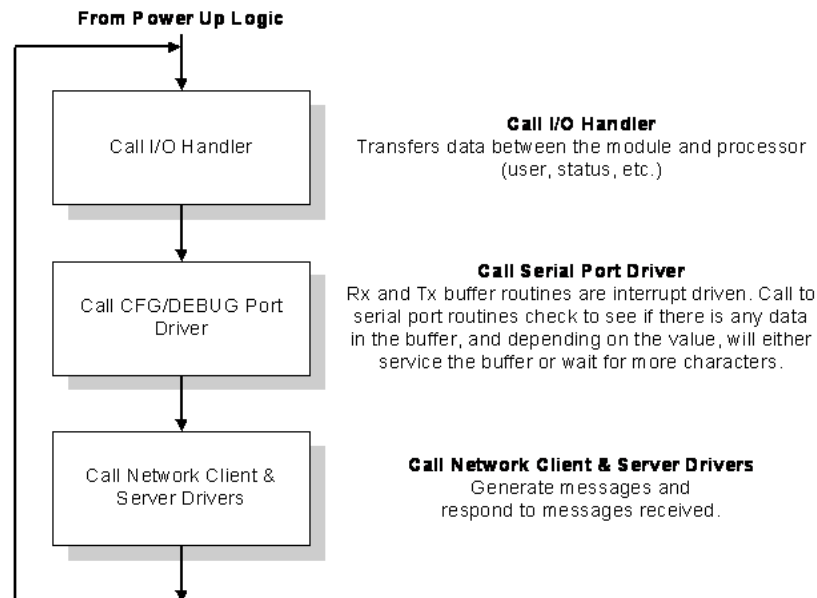 From Power Up Logic
Call I/O Handler
Call I/O Handler
Transfers data between the module and processor
(user, status, etc.)
Call CFG/DEBUG Port
Driver
Call Serial Port Driver
Rx and Tx buffer routines are interrupt driven. Call to
serial port routines check to see if there is any data
in the buffer, and depending on the value, will either
service the buffer or wait for more characters.
Call Network Client &
Server Drivers
Call Network Client & Server Drivers
Generate messages and
respond to messages received.